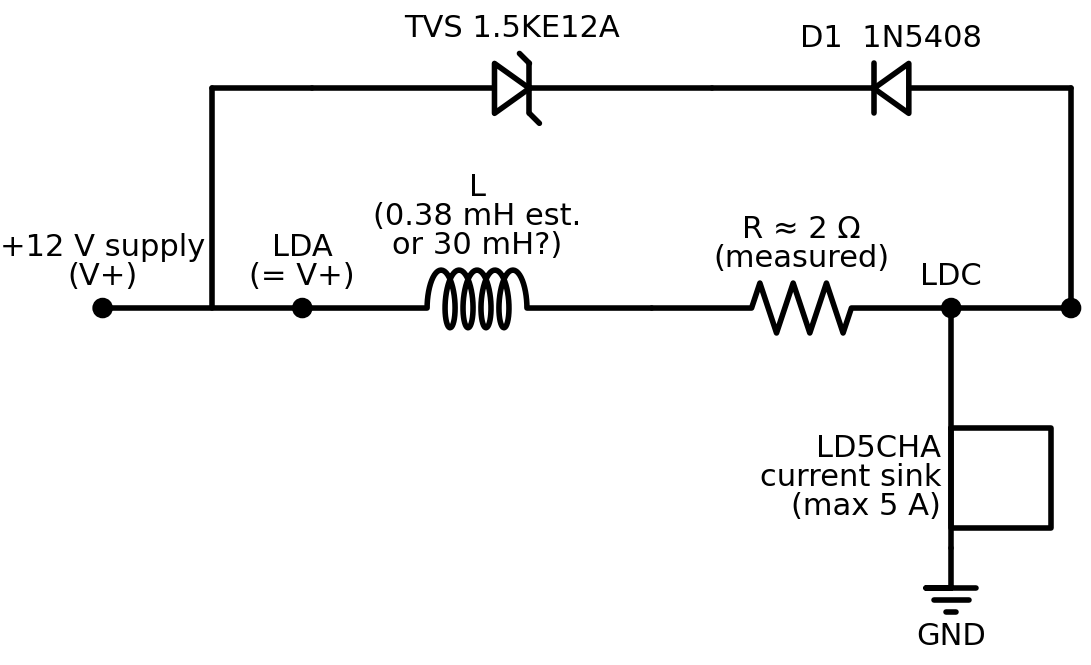 TVS 1.5KE12A
D1  1N5408
L
(0.38 mH est.
or 30 mH?)
R ≈ 2 Ω
(measured)
+12 V supply
(V+)
LDA
(= V+)
LDC
LD5CHA
current sink
(max 5 A)
GND